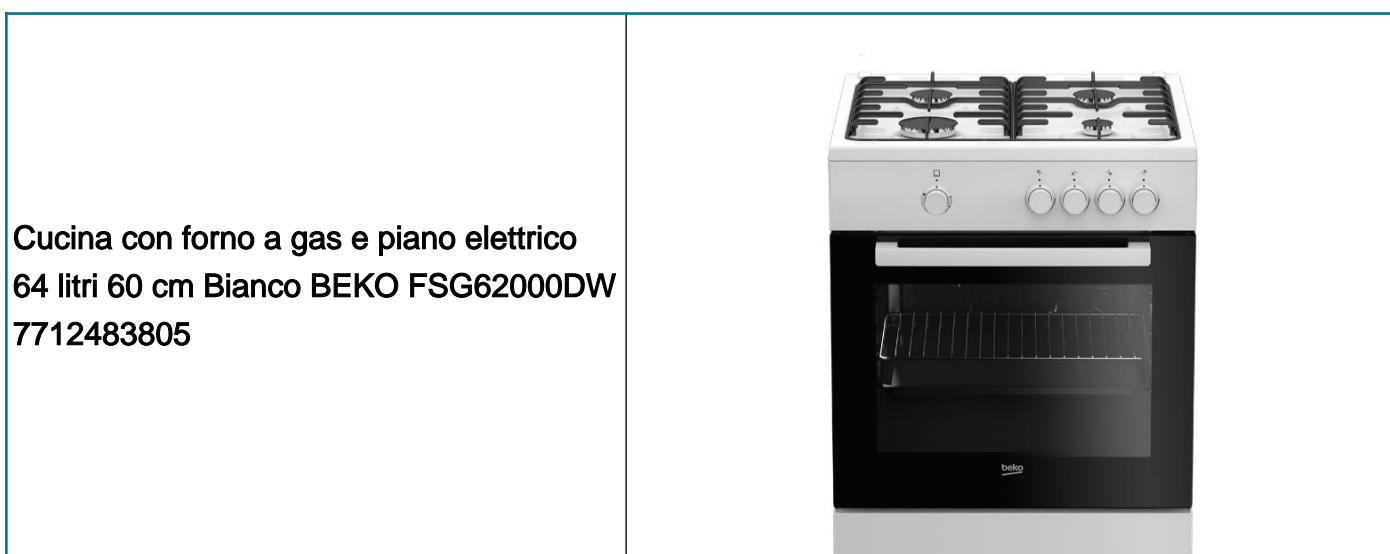 Cucina con forno a gas e piano elettrico
64 litri 60 cm Bianco BEKO FSG62000DW
7712483805
beko